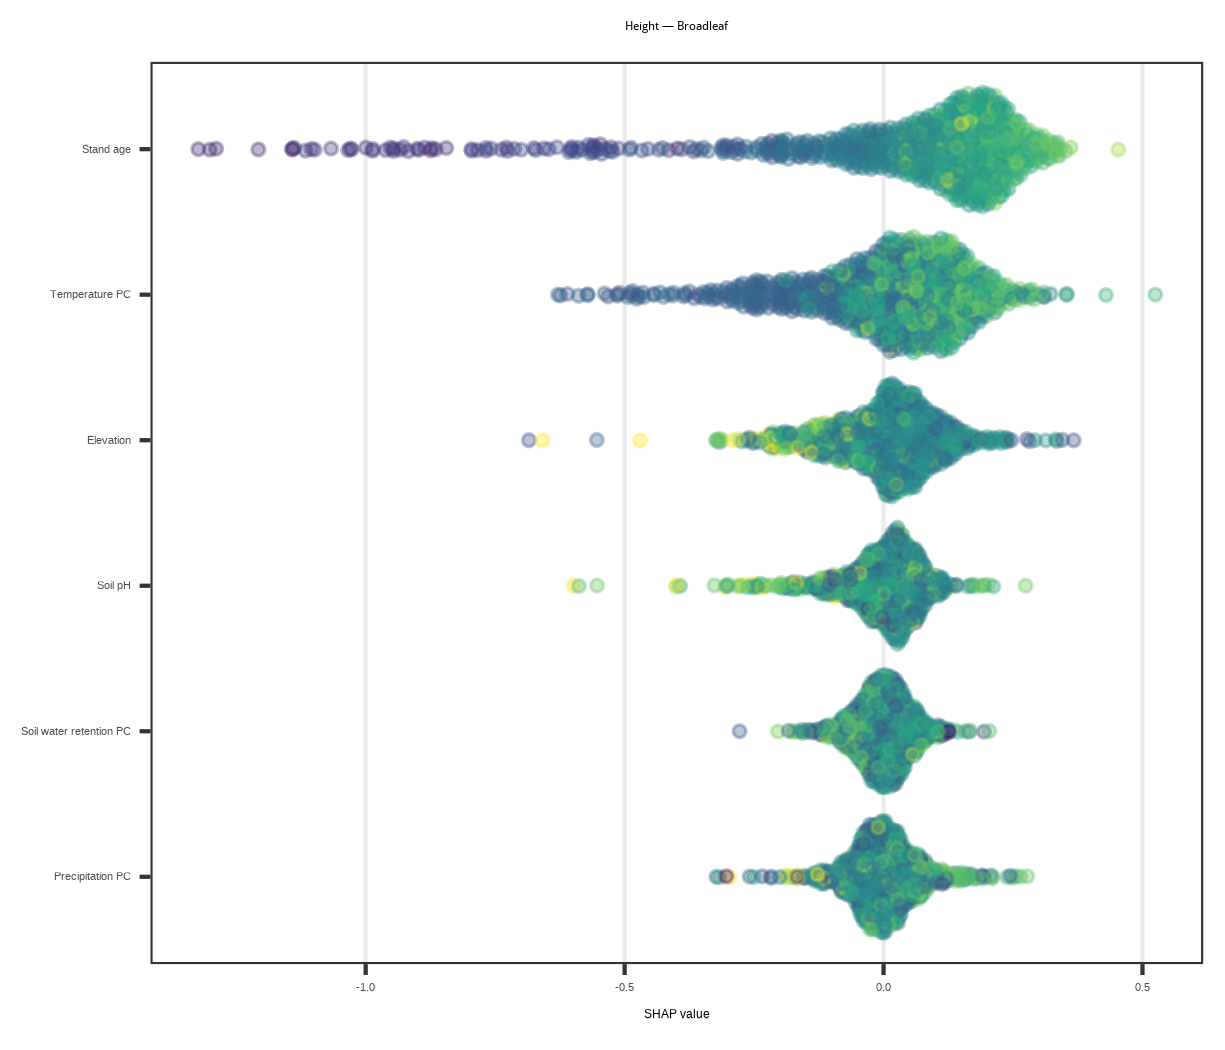 Height — Broadleaf
Stand age
Temperature PC
Elevation
Soil pH
Soil water retention PC
Precipitation PC
-1.0 -0.5 0.0 0.5
SHAP value